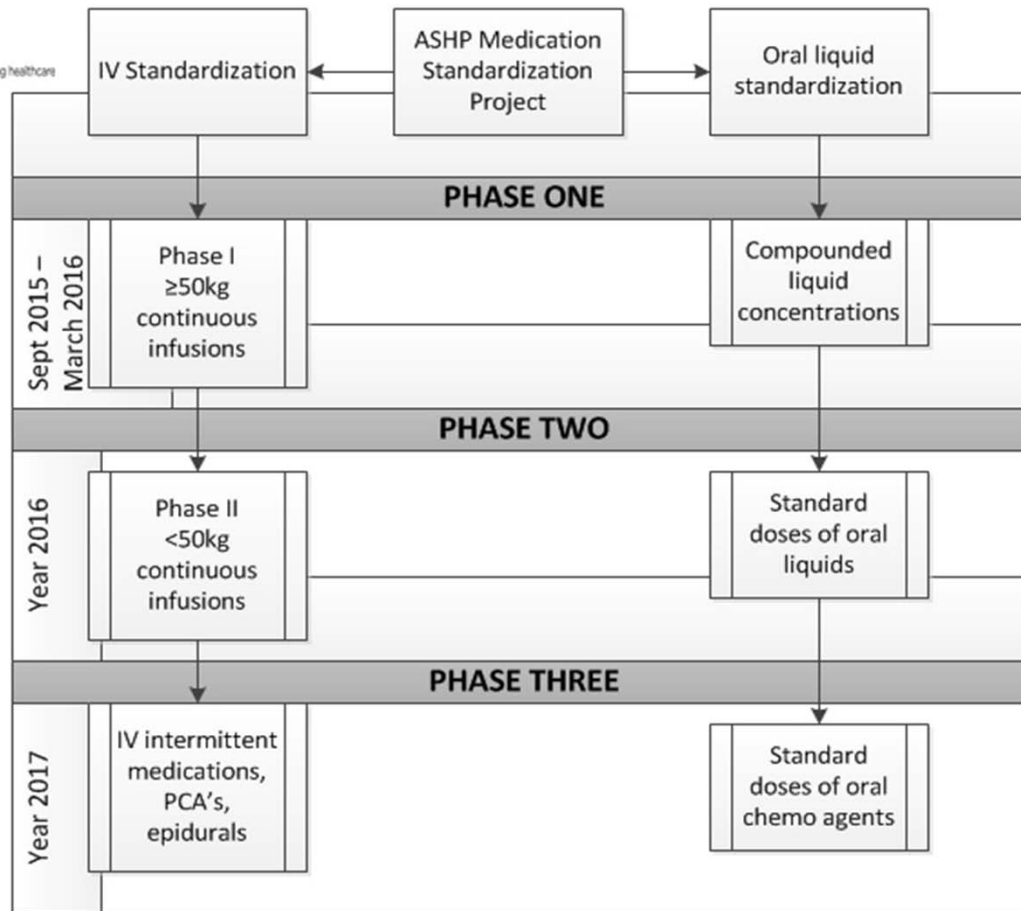 g healthcare
IV Standardization
ASHP Medication
Standardization
Project
Oral liquid
standardization
PHASE ONE
Sept 2015 –
March 2016
Phase I
≥50kg
continuous
infusions
Compounded
liquid
concentrations
PHASE TWO
Year 2016
Phase II
<50kg
continuous
infusions
Standard
doses of oral
liquids
PHASE THREE
Year 2017
IV intermittent
medications,
PCA's,
epidurals
Standard
doses of oral
chemo agents